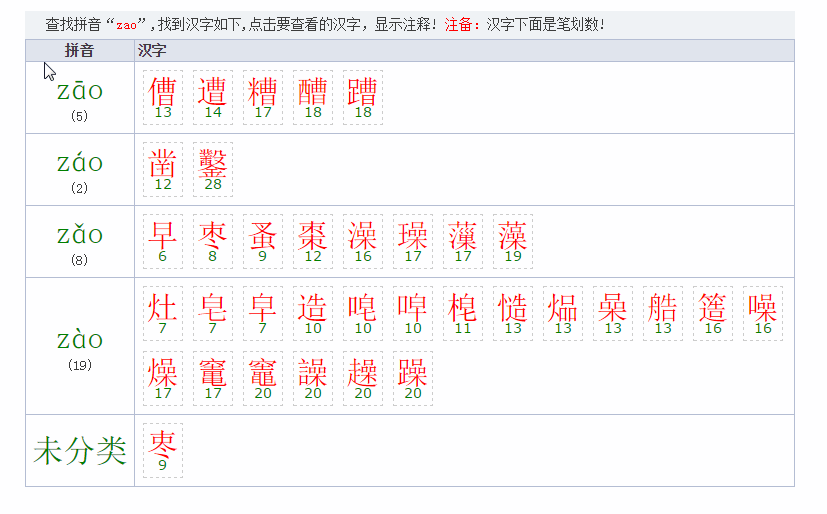 查找拼音“zao”,找到汉字如下,点击要查看的汉字，显示注释！注备：汉字下面是笔划数！
拼音 汉字
zāo 傮 遭 糟 醩 蹧
(5) 13 14 17 18 18
záo 凿 鑿
(2) 12 28
zǎo 早 枣 蚤 棗 澡 璪 薻 藻
(8) 6 8 9 12 16 17 17 19
zào 灶 皂 皁 造 唣 唕 梍 慥 煰 喿 艁 簉 噪
(19) 7 7 7 10 10 10 11 13 13 13 13 16 16
燥 竃 竈 譟 趮 躁
17 17 20 20 20 20
未分类 枣
9